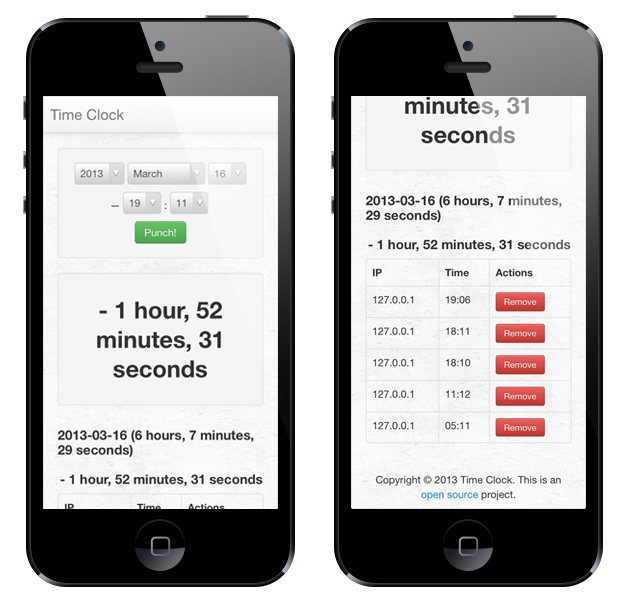 Time Clock
2013 March 16
– 19 : 11
Punch!
- 1 hour, 52
minutes, 31
seconds
2013-03-16 (6 hours, 7 minutes,
29 seconds)
- 1 hour, 52 minutes, 31 seconds
IP Time Actions
minutes, 31
seconds
2013-03-16 (6 hours, 7 minutes,
29 seconds)
- 1 hour, 52 minutes, 31 seconds
IP Time Actions
127.0.0.1 19:06 Remove
127.0.0.1 18:11 Remove
127.0.0.1 18:10 Remove
127.0.0.1 11:12 Remove
127.0.0.1 05:11 Remove
Copyright © 2013 Time Clock. This is an
open source project.